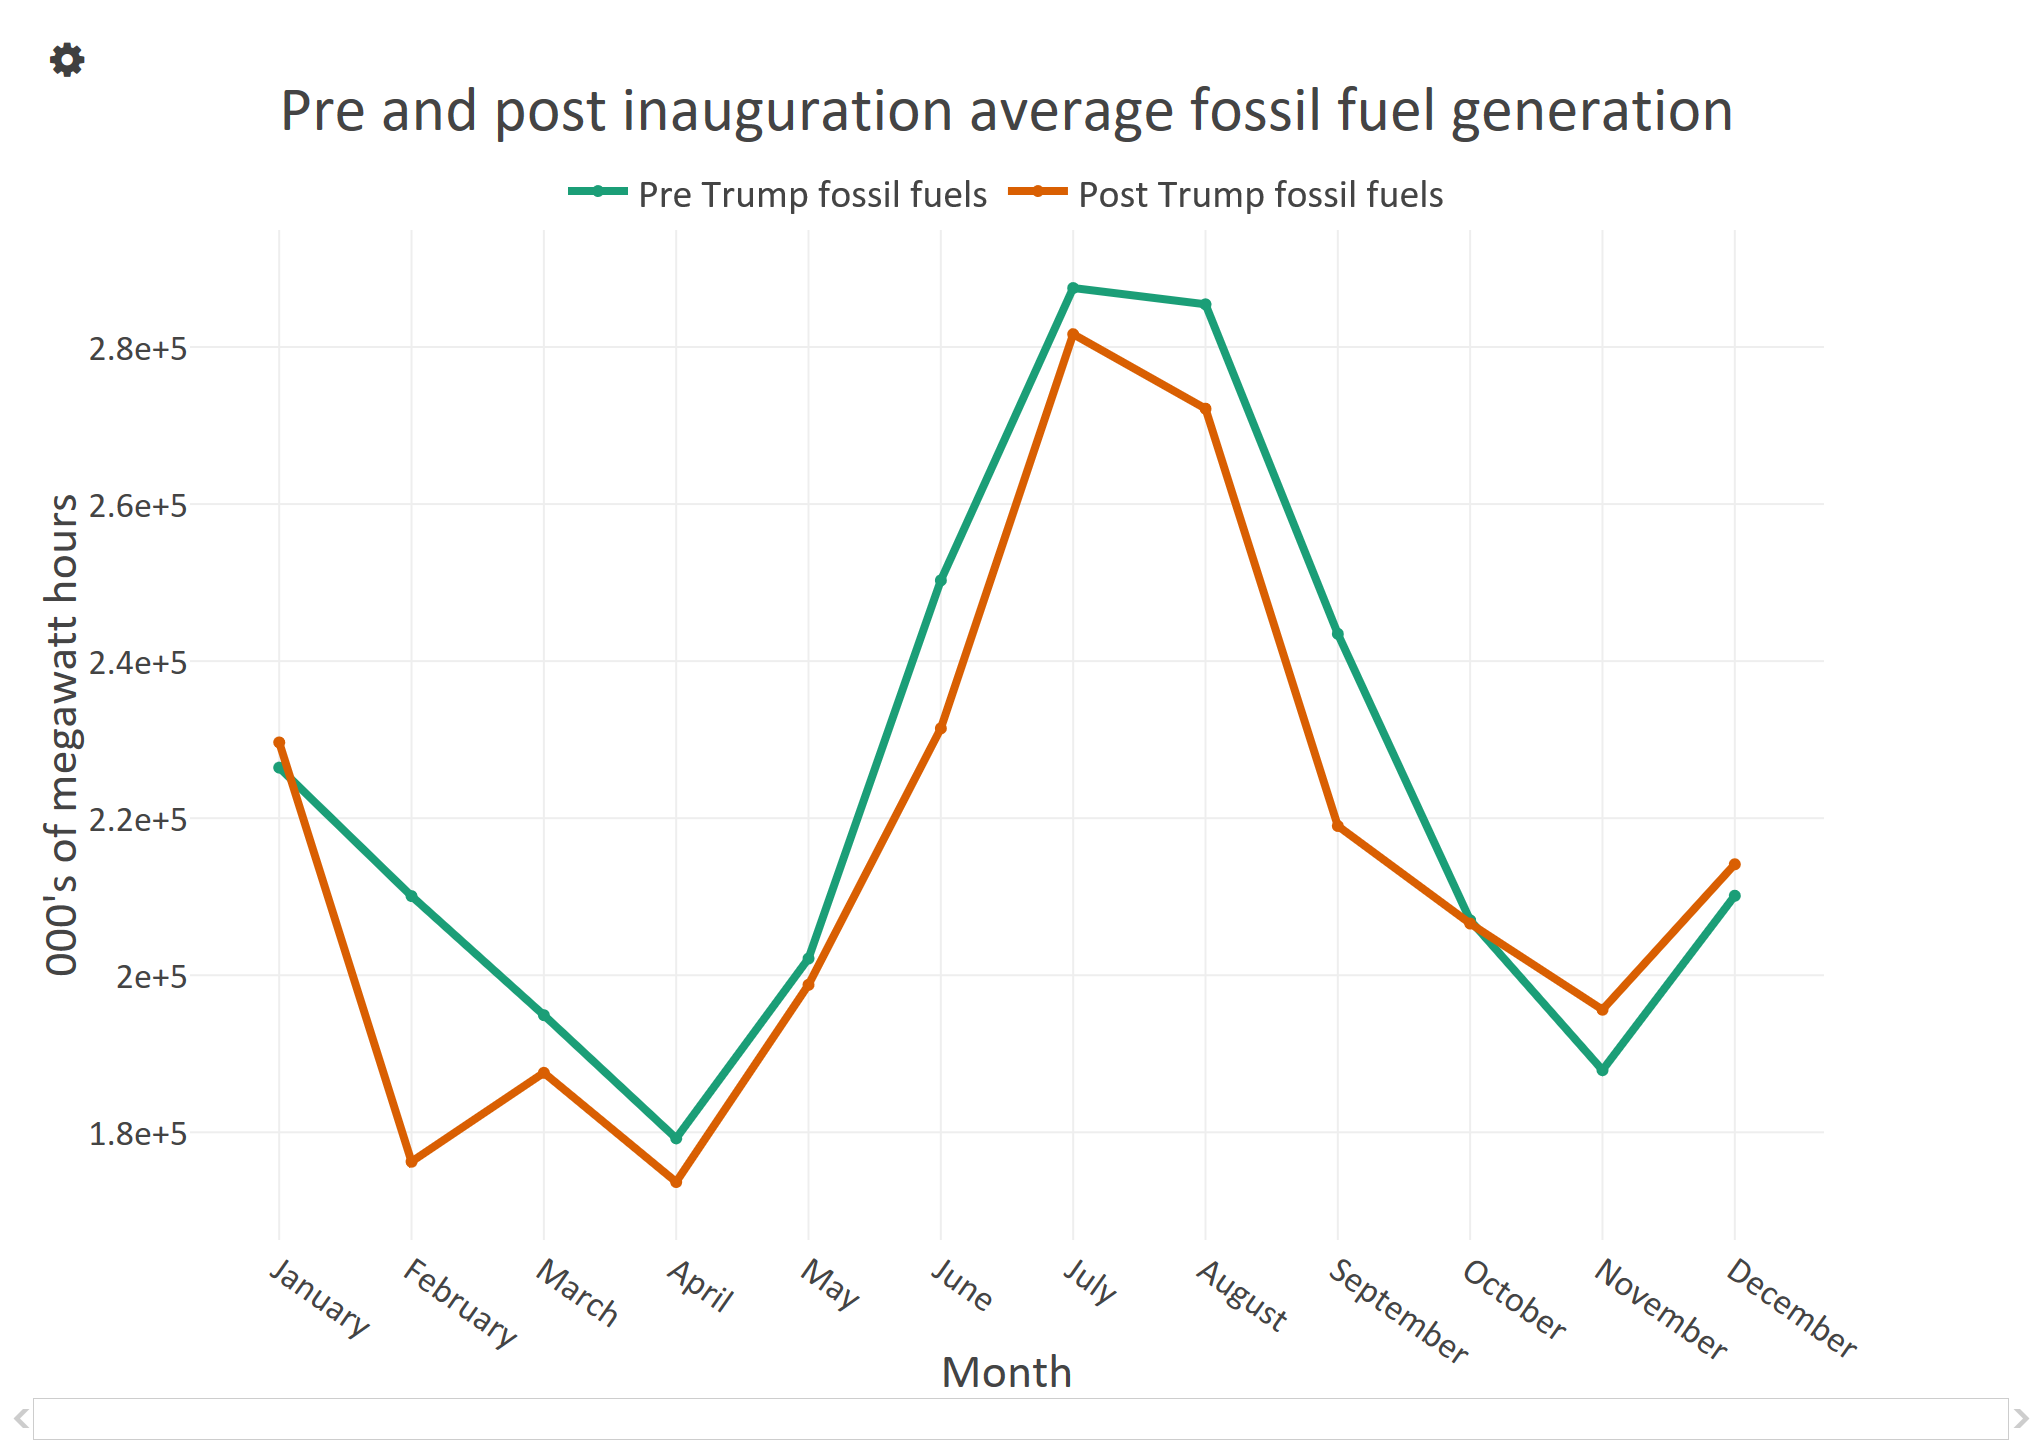 Pre and post inauguration average fossil fuel generation
Pre Trump fossil fuels
Post Trump fossil fuels
000's of megawatt hours
2.8e+5
2.6e+5
2.4e+5
2.2e+5
2e+5
1.8e+5
January
February
March
April
May
June
July
August
September
October
November
December
Month